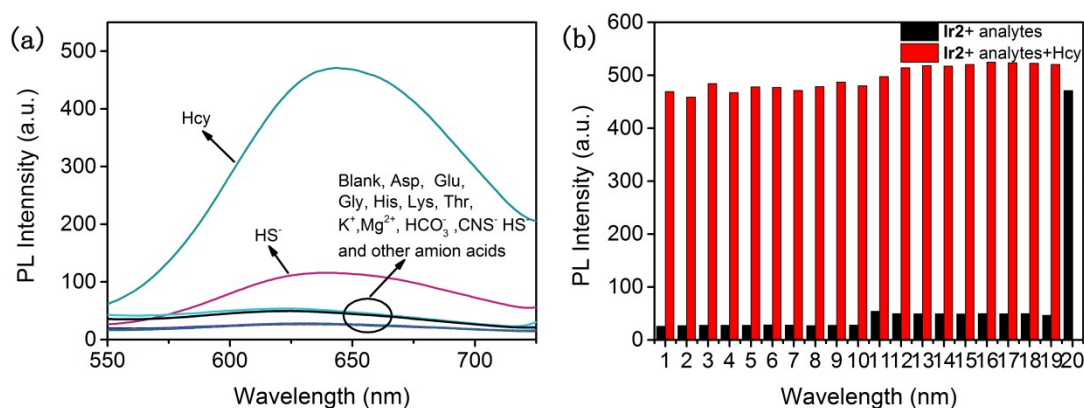 (a)
PL Intennsity (a.u.)
500
400
300
200
100
0
Hcy
HS⁻
Blank, Asp, Glu,
Gly, His, Lys, Thr,
K⁺,Mg²⁺, HCO₃⁻ ,CNS⁻ HS⁻
and other amion acids
550 600 650 700
Wavelength (nm)
(b)
PL Intensity (a.u.)
600
500
400
300
200
100
0
Ir2+ analytes
Ir2+ analytes+Hcy
1 2 3 4 5 6 7 8 9 10 11 12 13 14 15 16 17 18 19 20
Wavelength (nm)